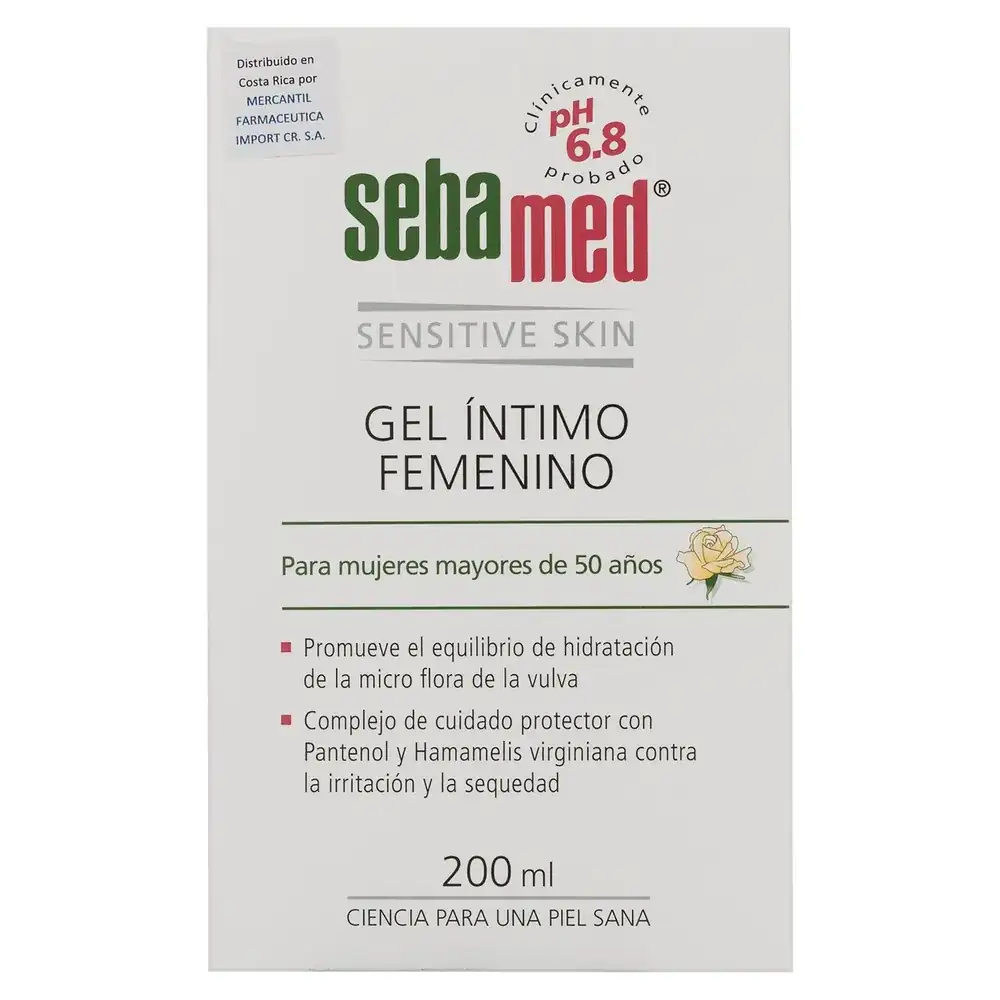 Distribuido en
Costa Rica por
MERCANTIL
FARMACEUTICA
IMPORT CR. S.A.
Clínicamente
pH
6.8
probado
sebamed®
SENSITIVE SKIN
GEL ÍNTIMO
FEMENINO
Para mujeres mayores de 50 años
Promueve el equilibrio de hidratación
de la micro flora de la vulva
Complejo de cuidado protector con
Pantenol y Hamamelis virginiana contra
la irritación y la sequedad
200 ml
CIENCIA PARA UNA PIEL SANA